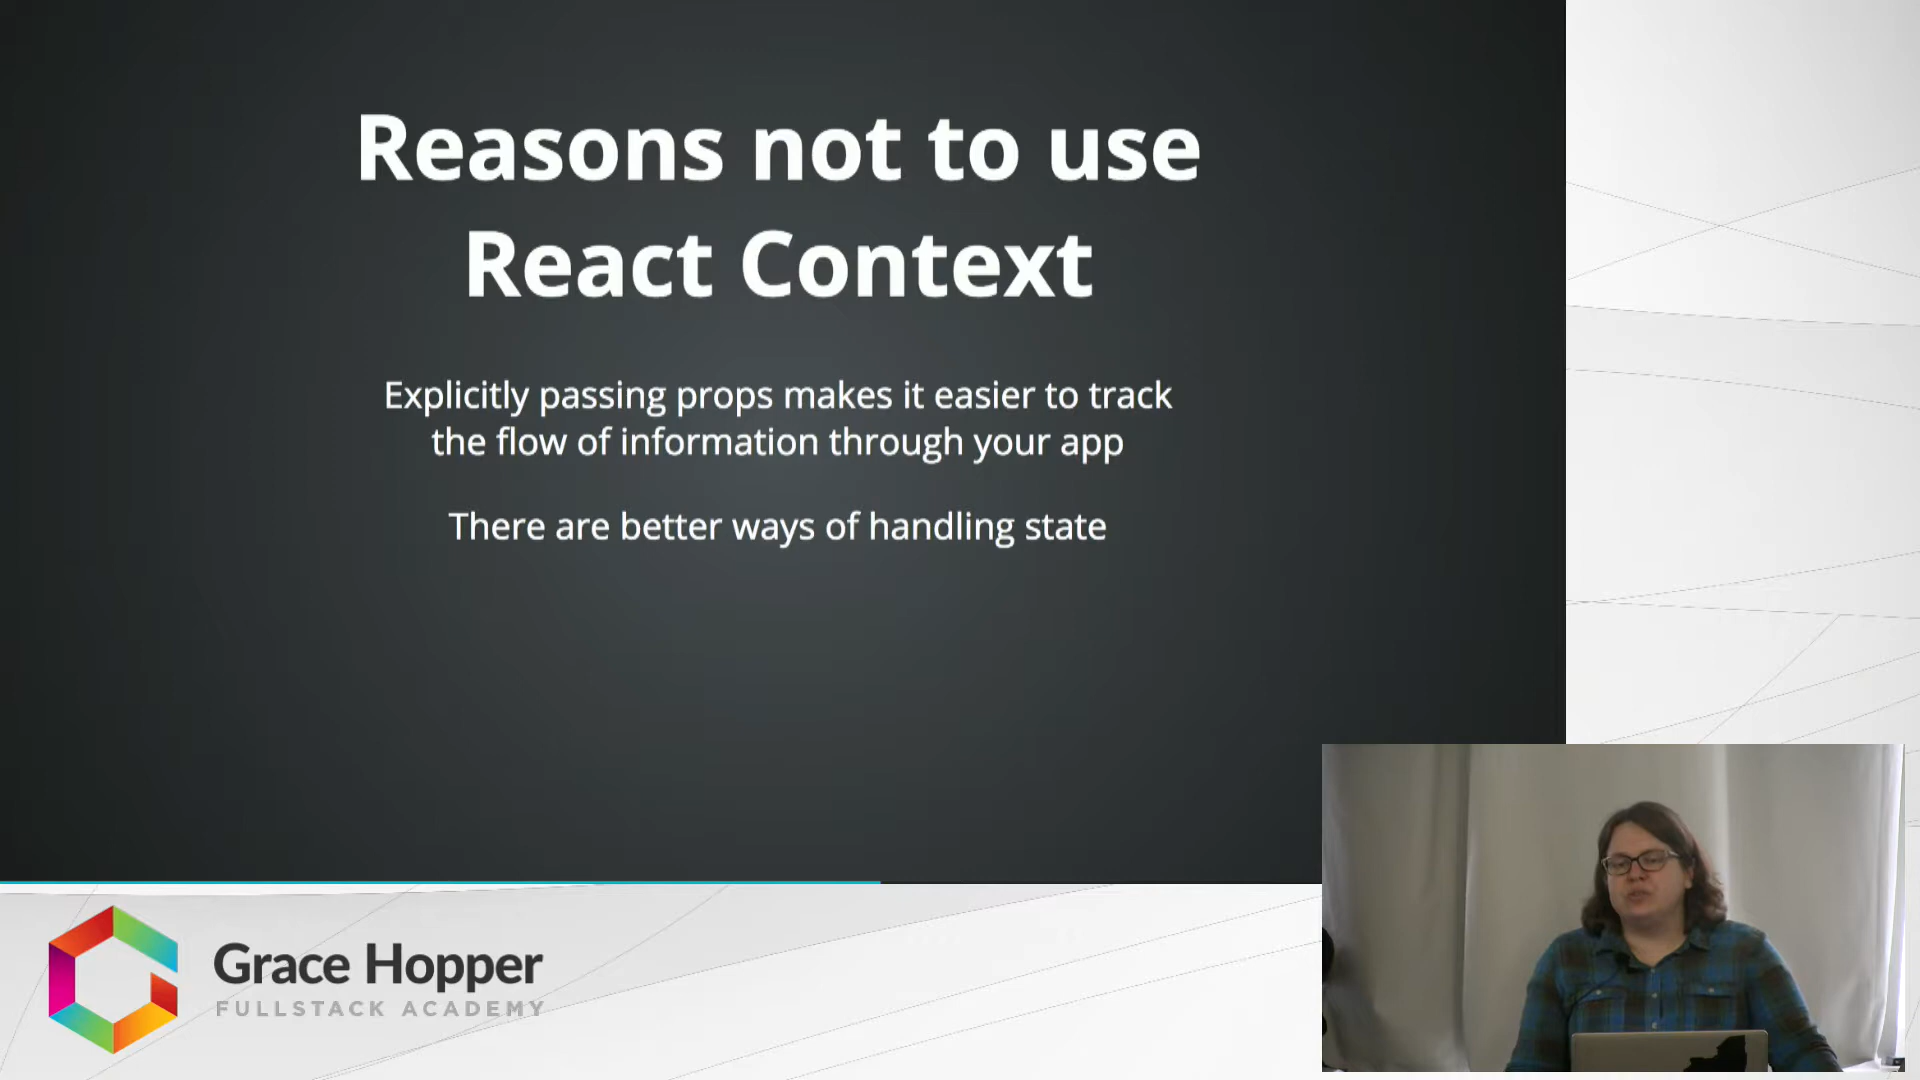 Reasons not to use
React Context
Explicitly passing props makes it easier to track
the flow of information through your app
There are better ways of handling state
Grace Hopper
FULLSTACK ACADEMY